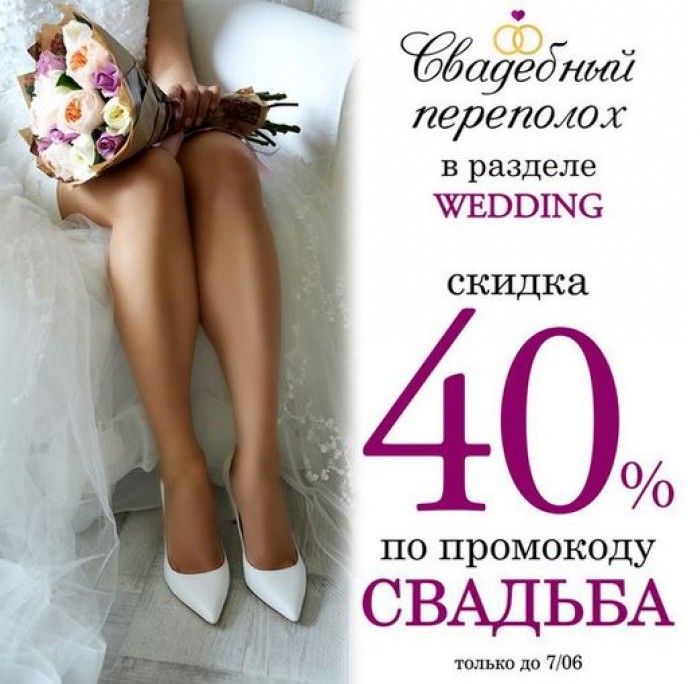 Свадебный
переполох
в разделе
WEDDING
скидка
40%
по промокоду
СВАДЬБА
только до 7/06